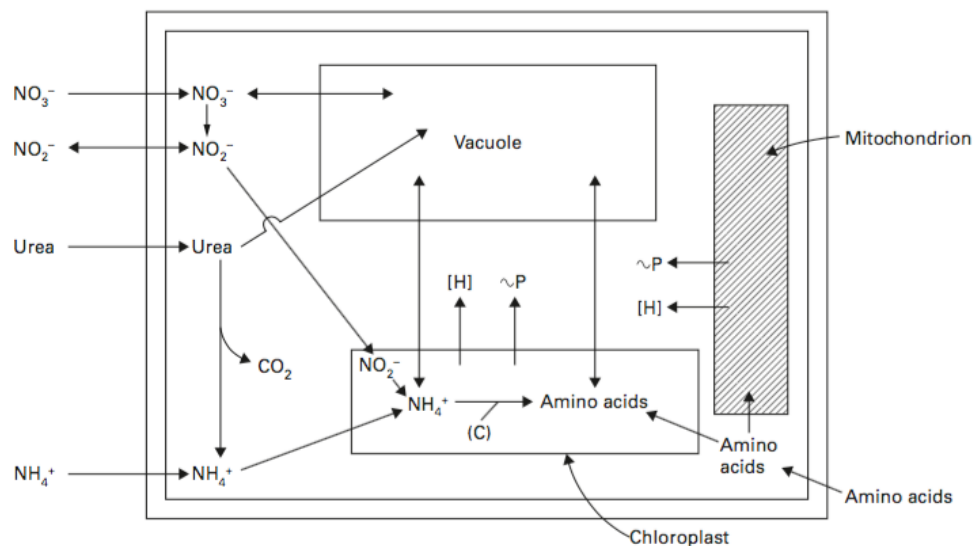 NO₃⁻
NO₃⁻
Mitochondrion
NO₂⁻
NO₂⁻
Vacuole
Urea
Urea
~P
[H]
~P
[H]
CO₂
NO₂⁻
NH₄⁺
Amino acids
(C)
Amino
acids
NH₄⁺
NH₄⁺
Amino acids
Chloroplast